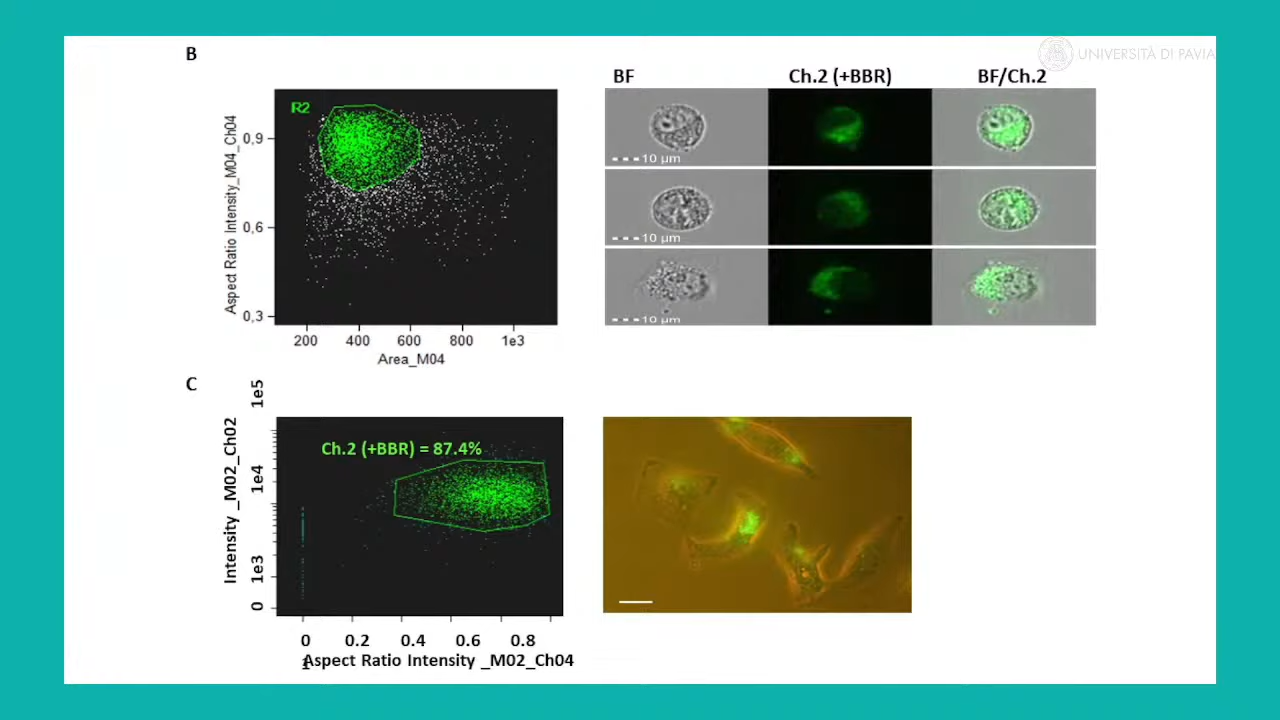 UNIVERSITÀ DI PAVIA
B
BF
Ch.2 (+BBR)
BF/Ch.2
R2
Aspect Ratio Intensity_M04_Ch04
0,9
0,6
0,3
200 400 600 800 1e3
Area_M04
10 µm
10 µm
10 µm
C
Intensity _M02_Ch02
1e5
1e4
1e3
0
Ch.2 (+BBR) = 87.4%
0 0.2 0.4 0.6 0.8
1
Aspect Ratio Intensity _M02_Ch04